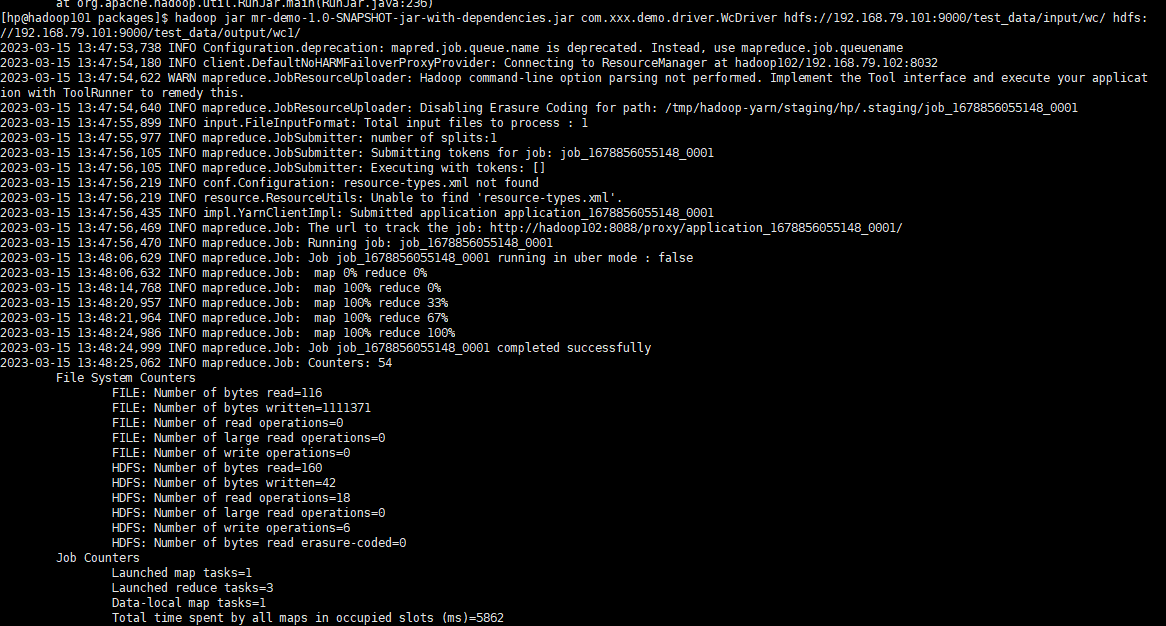 at org.apache.hadoop.util.RunJar.main(RunJar.java:236)
[hp@hadoop101 packages]$ hadoop jar mr-demo-1.0-SNAPSHOT-jar-with-dependencies.jar com.xxx.demo.driver.WcDriver hdfs://192.168.79.101:9000/test_data/input/wc/ hdfs:
//192.168.79.101:9000/test_data/output/wc1/
2023-03-15 13:47:53,738 INFO Configuration.deprecation: mapred.job.queue.name is deprecated. Instead, use mapreduce.job.queuename
2023-03-15 13:47:54,180 INFO client.DefaultNoHARMFailoverProxyProvider: Connecting to ResourceManager at hadoop102/192.168.79.102:8032
2023-03-15 13:47:54,622 WARN mapreduce.JobResourceUploader: Hadoop command-line option parsing not performed. Implement the Tool interface and execute your applicat
ion with ToolRunner to remedy this.
2023-03-15 13:47:54,640 INFO mapreduce.JobResourceUploader: Disabling Erasure Coding for path: /tmp/hadoop-yarn/staging/hp/.staging/job_1678856055148_0001
2023-03-15 13:47:55,899 INFO input.FileInputFormat: Total input files to process : 1
2023-03-15 13:47:55,977 INFO mapreduce.JobSubmitter: number of splits:1
2023-03-15 13:47:56,105 INFO mapreduce.JobSubmitter: Submitting tokens for job: job_1678856055148_0001
2023-03-15 13:47:56,105 INFO mapreduce.JobSubmitter: Executing with tokens: []
2023-03-15 13:47:56,219 INFO conf.Configuration: resource-types.xml not found
2023-03-15 13:47:56,219 INFO resource.ResourceUtils: Unable to find 'resource-types.xml'.
2023-03-15 13:47:56,435 INFO impl.YarnClientImpl: Submitted application application_1678856055148_0001
2023-03-15 13:47:56,469 INFO mapreduce.Job: The url to track the job: http://hadoop102:8088/proxy/application_1678856055148_0001/
2023-03-15 13:47:56,470 INFO mapreduce.Job: Running job: job_1678856055148_0001
2023-03-15 13:48:06,629 INFO mapreduce.Job: Job job_1678856055148_0001 running in uber mode : false
2023-03-15 13:48:06,632 INFO mapreduce.Job:  map 0% reduce 0%
2023-03-15 13:48:14,768 INFO mapreduce.Job:  map 100% reduce 0%
2023-03-15 13:48:20,957 INFO mapreduce.Job:  map 100% reduce 33%
2023-03-15 13:48:21,964 INFO mapreduce.Job:  map 100% reduce 67%
2023-03-15 13:48:24,986 INFO mapreduce.Job:  map 100% reduce 100%
2023-03-15 13:48:24,999 INFO mapreduce.Job: Job job_1678856055148_0001 completed successfully
2023-03-15 13:48:25,062 INFO mapreduce.Job: Counters: 54
File System Counters
FILE: Number of bytes read=116
FILE: Number of bytes written=1111371
FILE: Number of read operations=0
FILE: Number of large read operations=0
FILE: Number of write operations=0
HDFS: Number of bytes read=160
HDFS: Number of bytes written=42
HDFS: Number of read operations=18
HDFS: Number of large read operations=0
HDFS: Number of write operations=6
HDFS: Number of bytes read erasure-coded=0
Job Counters
Launched map tasks=1
Launched reduce tasks=3
Data-local map tasks=1
Total time spent by all maps in occupied slots (ms)=5862